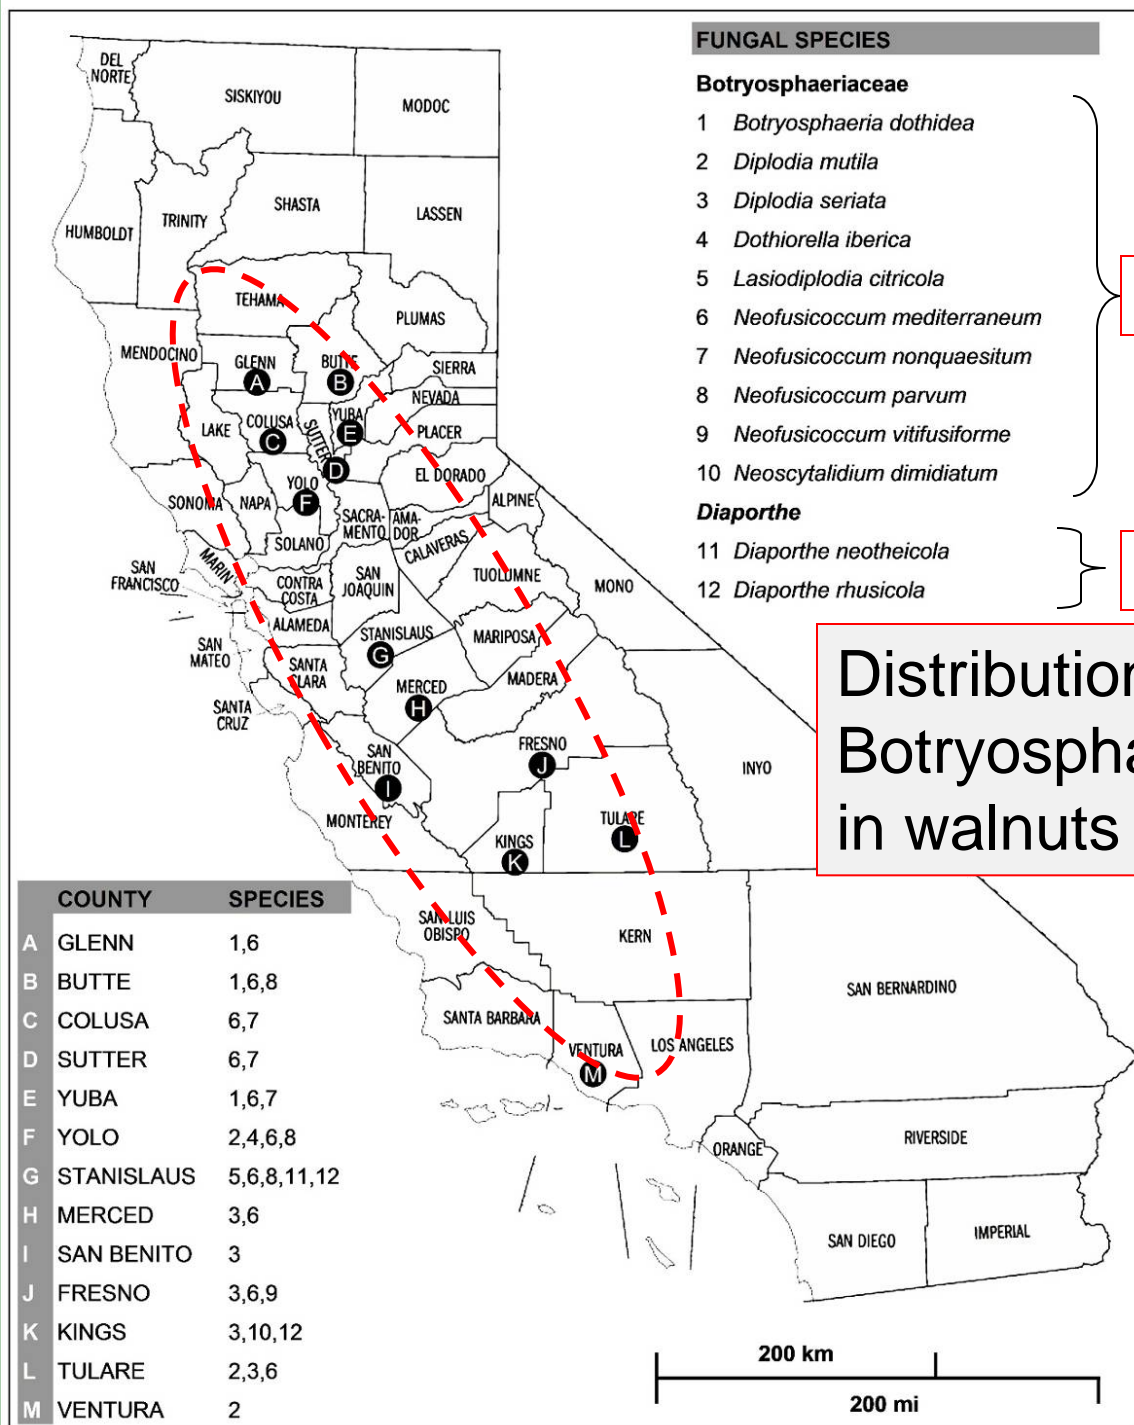 FUNGAL SPECIES
Botryosphaeriaceae
1 Botryosphaeria dothidea
2 Diplodia mutila
3 Diplodia seriata
4 Dothiorella iberica
5 Lasiodiplodia citricola
6 Neofusicoccum mediterraneum
7 Neofusicoccum nonquaesitum
8 Neofusicoccum parvum
9 Neofusicoccum vitifusiforme
10 Neoscytalidium dimidiatum
Diaporthe
11 Diaporthe neotheicola
12 Diaporthe rhusicola
Distribution
Botryospha
in walnuts
DEL
NORTE
SISKIYOU
MODOC
HUMBOLDT
TRINITY
SHASTA
LASSEN
TEHAMA
PLUMAS
MENDOCINO
GLENN
A
BUTTE
B
SIERRA
NEVADA
LAKE
COLUSA
C
SUTTER
D
YUBA
E
PLACER
EL DORADO
SONOMA
NAPA
YOLO
F
SACRA-
MENTO
AMA-
DOR
ALPINE
SOLANO
CALAVERAS
MARIN
SAN
FRANCISCO
CONTRA
COSTA
SAN
JOAQUIN
TUOLUMNE
MONO
ALAMEDA
STANISLAUS
G
MARIPOSA
SAN
MATEO
SANTA
CLARA
MERCED
H
MADERA
SANTA
CRUZ
SAN
BENITO
I
FRESNO
J
INYO
MONTEREY
KINGS
K
TULARE
L
SAN LUIS
OBISPO
KERN
SAN BERNARDINO
SANTA BARBARA
VENTURA
M
LOS ANGELES
ORANGE
RIVERSIDE
SAN DIEGO
IMPERIAL
COUNTY SPECIES
A GLENN 1,6
B BUTTE 1,6,8
C COLUSA 6,7
D SUTTER 6,7
E YUBA 1,6,7
F YOLO 2,4,6,8
G STANISLAUS 5,6,8,11,12
H MERCED 3,6
I SAN BENITO 3
J FRESNO 3,6,9
K KINGS 3,10,12
L TULARE 2,3,6
M VENTURA 2
200 km
200 mi